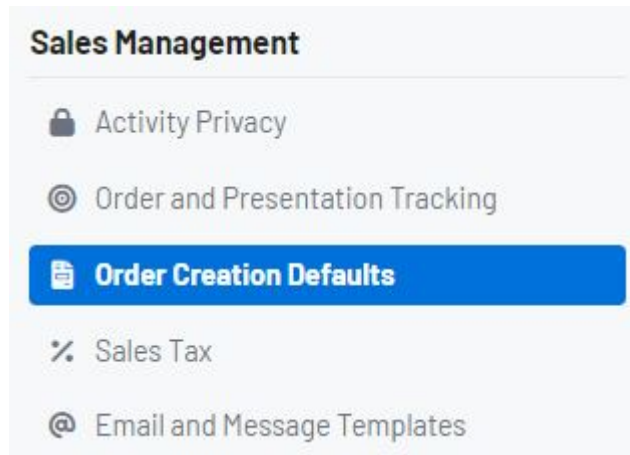 Sales Management
Activity Privacy
Order and Presentation Tracking
Order Creation Defaults
Sales Tax
Email and Message Templates